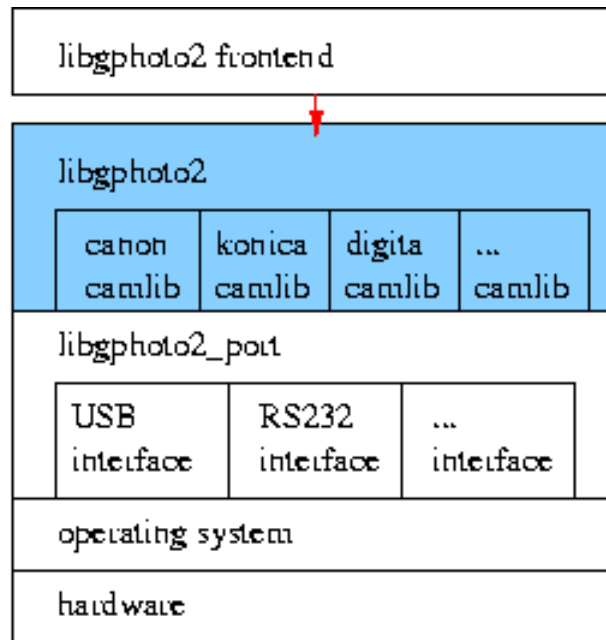 libgphoto2 frontend
libgphoto2
canon konica digita ...
camlib camlib camlib camlib
libgphoto2_port
USB RS232 ...
interface interface interface
operating system
hardware